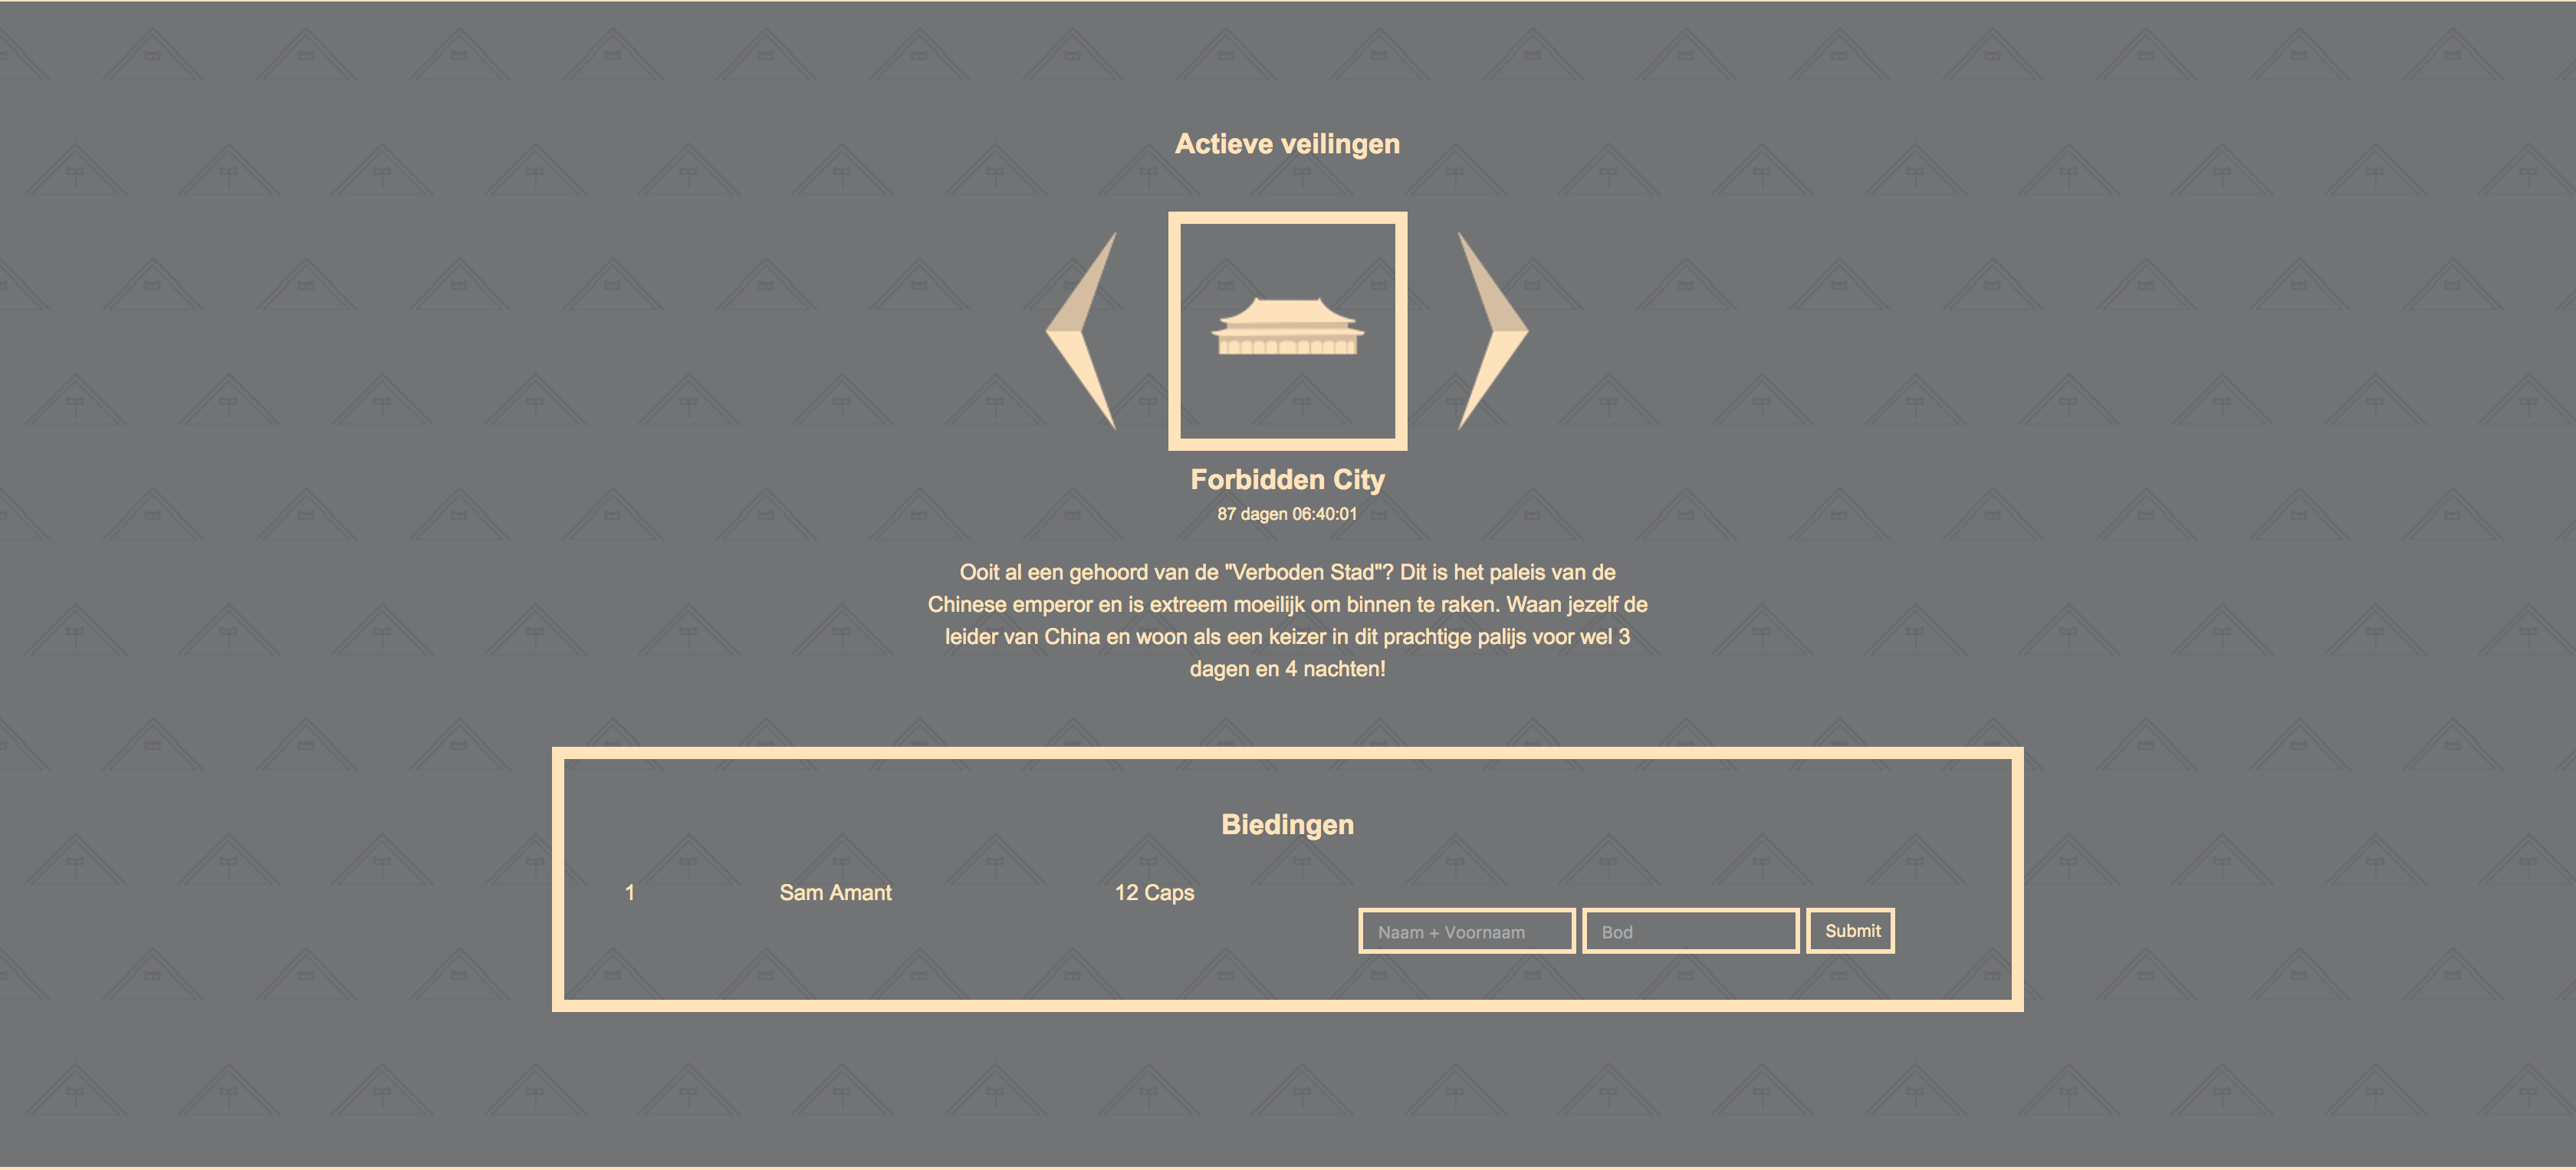 Actieve veilingen
Forbidden City
87 dagen 06:40:01
Ooit al een gehoord van de "Verboden Stad"? Dit is het paleis van de
Chinese emperor en is extreem moeilijk om binnen te raken. Waan jezelf de
leider van China en woon als een keizer in dit prachtige palijs voor wel 3
dagen en 4 nachten!
Biedingen
1 Sam Amant 12 Caps
Naam + Voornaam Bod Submit